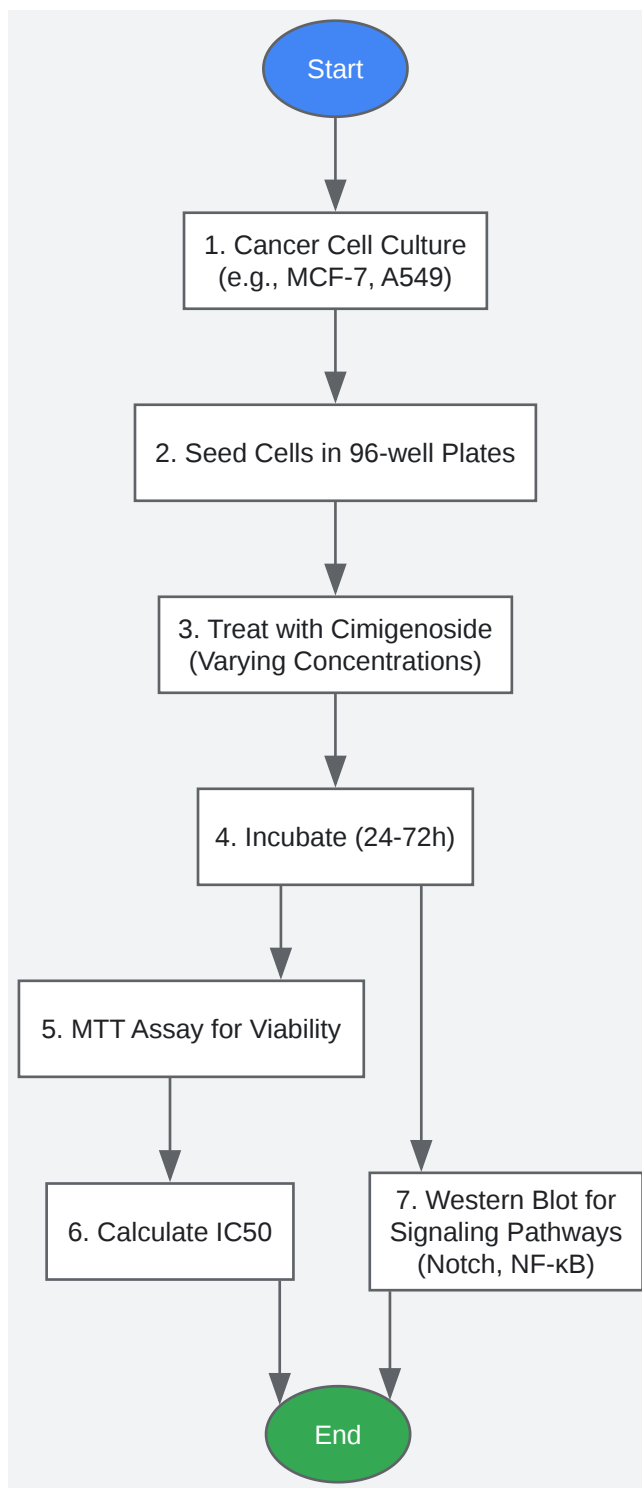 Start
1. Cancer Cell Culture
(e.g., MCF-7, A549)
2. Seed Cells in 96-well Plates
3. Treat with Cimigenoside
(Varying Concentrations)
4. Incubate (24-72h)
5. MTT Assay for Viability
6. Calculate IC50
7. Western Blot for
Signaling Pathways
(Notch, NF-κB)
End